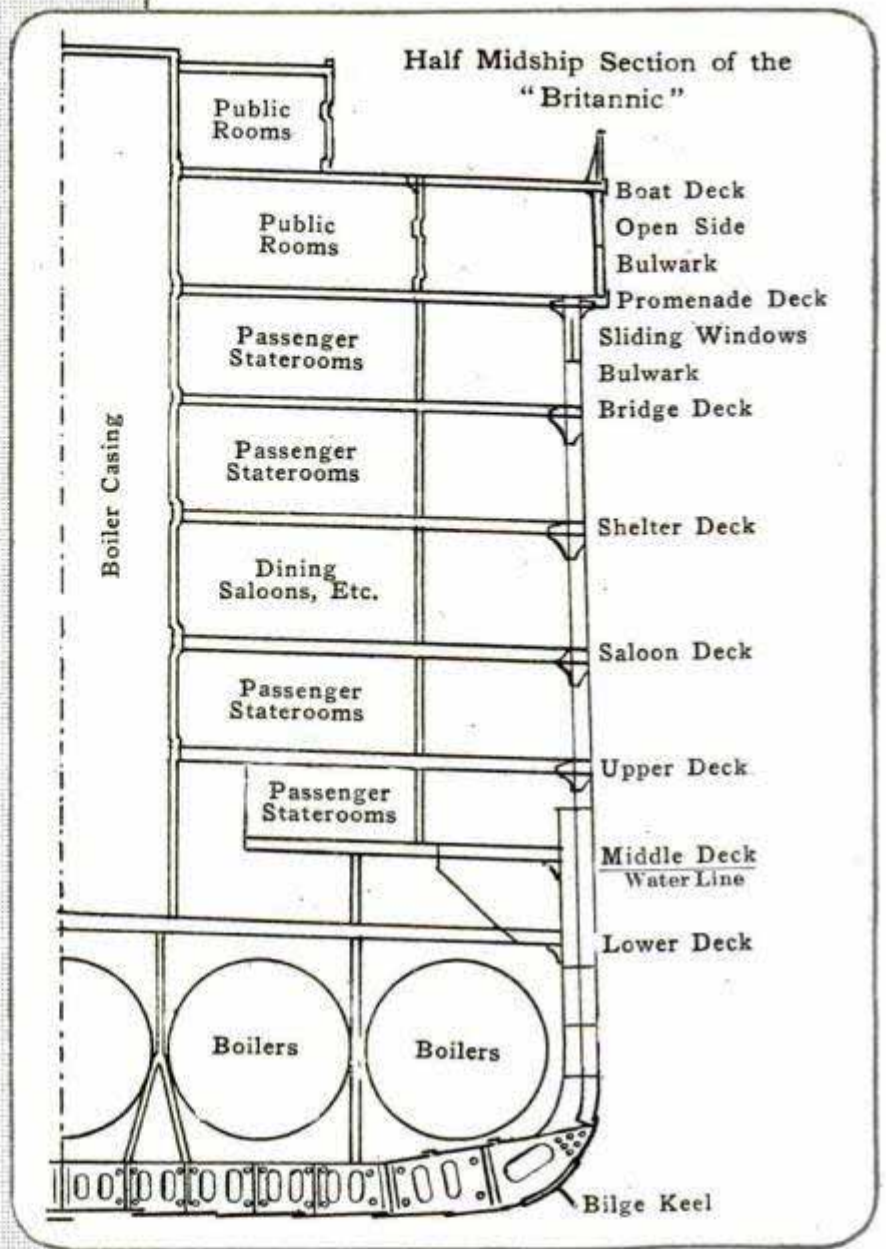 Half Midship Section of the
"Britannic"
Public
Rooms
Boat Deck
Public
Rooms
Open Side
Bulwark
Promenade Deck
Passenger
Staterooms
Sliding Windows
Bulwark
Bridge Deck
Boiler Casing
Passenger
Staterooms
Shelter Deck
Dining
Saloons, Etc.
Saloon Deck
Passenger
Staterooms
Upper Deck
Passenger
Staterooms
Middle Deck
Water Line
Lower Deck
Boilers
Boilers
Bilge Keel